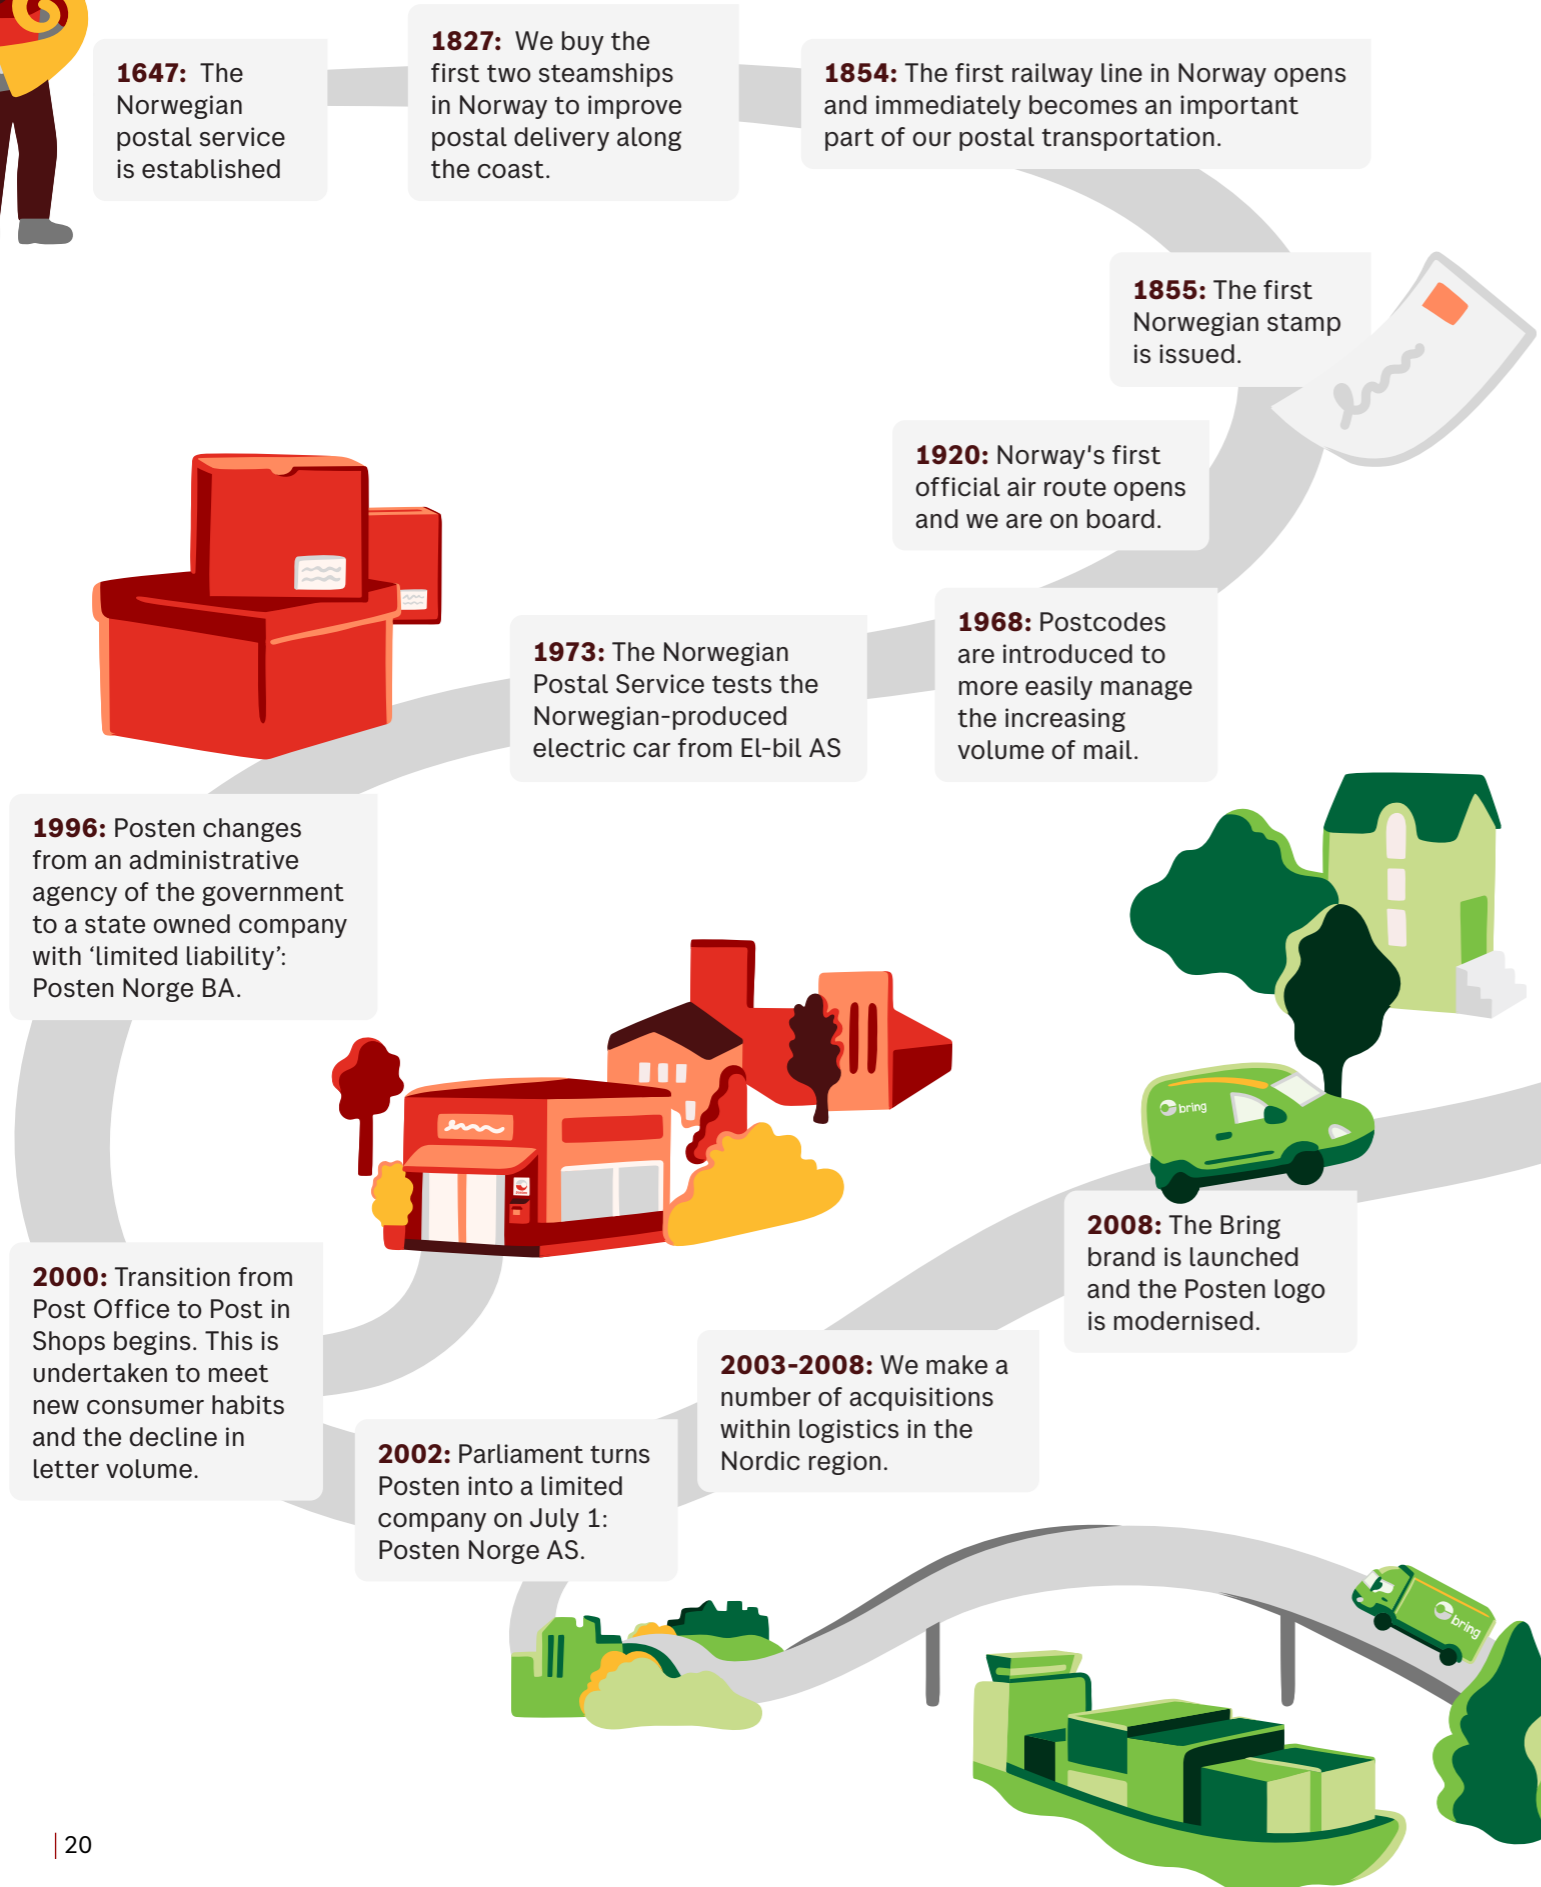 1647: The
Norwegian
postal service
is established
1827: We buy the
first two steamships
in Norway to improve
postal delivery along
the coast.
1854: The first railway line in Norway opens
and immediately becomes an important
part of our postal transportation.
1855: The first
Norwegian stamp
is issued.
1920: Norway's first
official air route opens
and we are on board.
1968: Postcodes
are introduced to
more easily manage
the increasing
volume of mail.
1973: The Norwegian
Postal Service tests the
Norwegian-produced
electric car from El-bil AS
1996: Posten changes
from an administrative
agency of the government
to a state owned company
with ‘limited liability’:
Posten Norge BA.
2000: Transition from
Post Office to Post in
Shops begins. This is
undertaken to meet
new consumer habits
and the decline in
letter volume.
2002: Parliament turns
Posten into a limited
company on July 1:
Posten Norge AS.
2003-2008: We make a
number of acquisitions
within logistics in the
Nordic region.
bring
2008: The Bring
brand is launched
and the Posten logo
is modernised.
bring
20